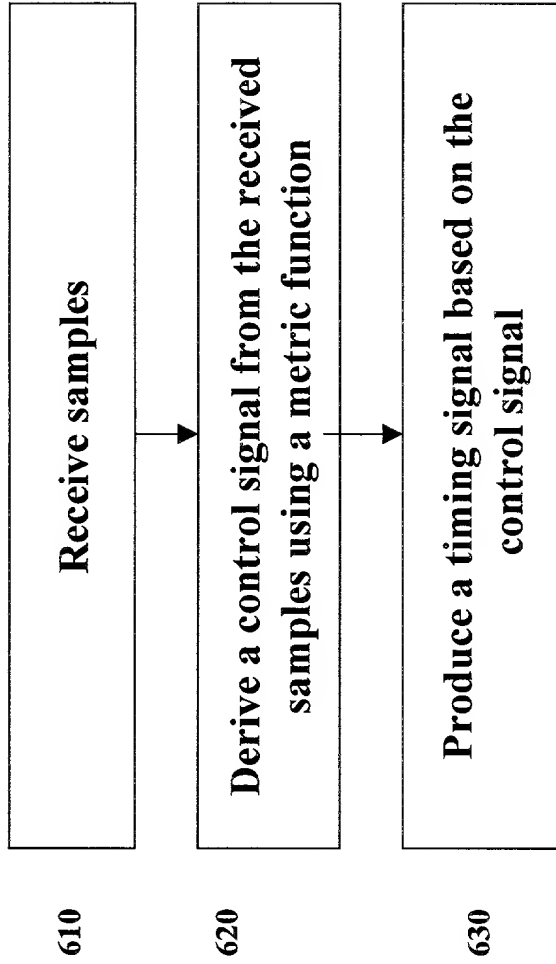 610
Receive samples
620
Derive a control signal from the received
samples using a metric function
630
Produce a timing signal based on the
control signal